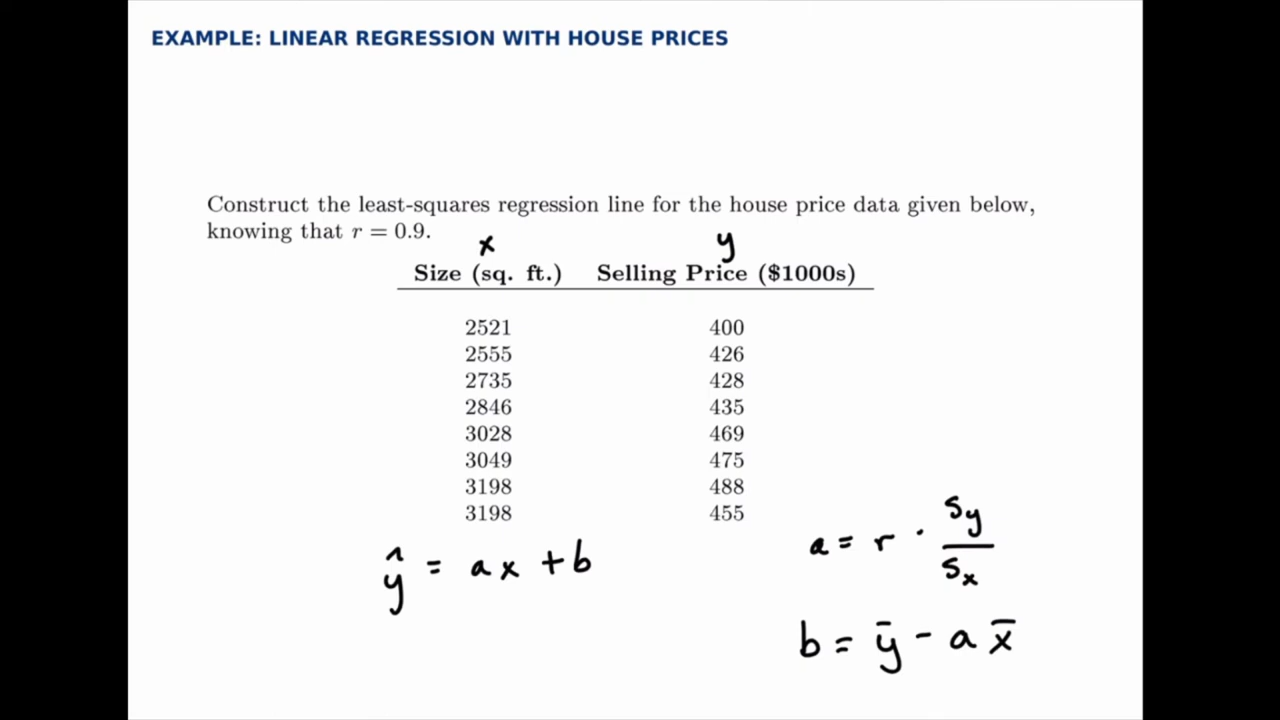 EXAMPLE: LINEAR REGRESSION WITH HOUSE PRICES
Construct the least-squares regression line for the house price data given below,
knowing that r = 0.9.
x y
Size (sq. ft.) Selling Price ($1000s)
2521 400
2555 426
2735 428
2846 435
3028 469
3049 475
3198 488
3198 455
ŷ = ax + b
a = r · sy/sx
b = ȳ - a x̄